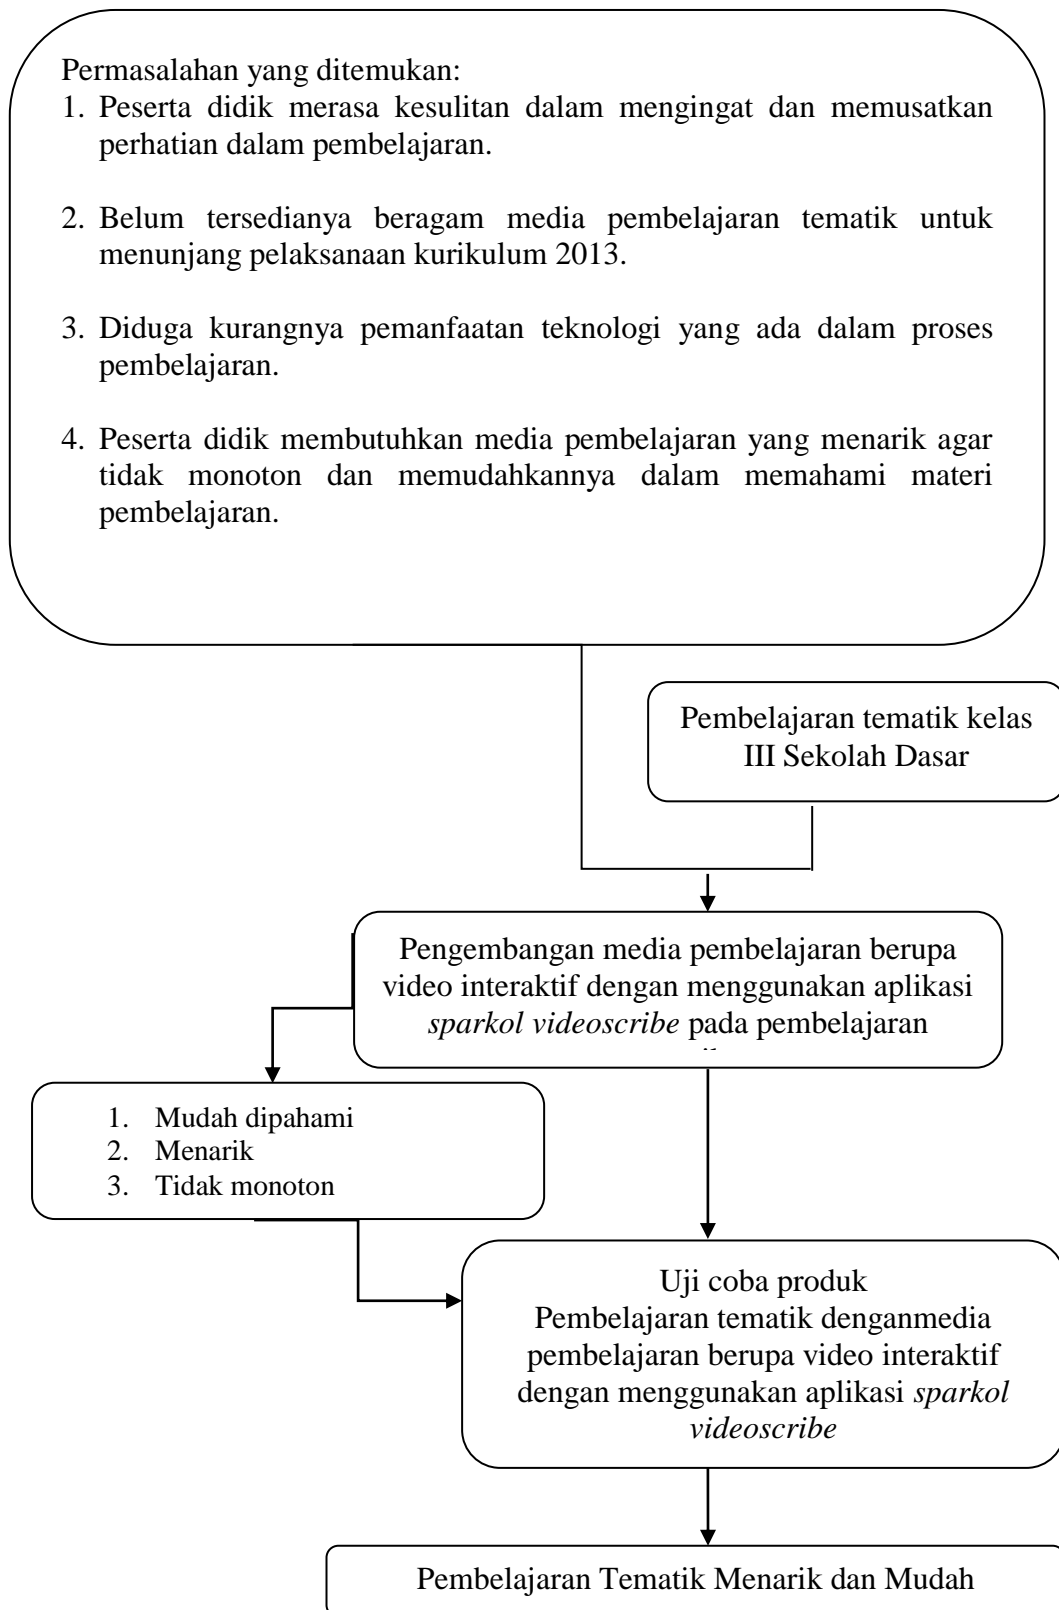 Permasalahan yang ditemukan:
1. Peserta didik merasa kesulitan dalam mengingat dan memusatkan
perhatian dalam pembelajaran.
2. Belum tersedianya beragam media pembelajaran tematik untuk
menunjang pelaksanaan kurikulum 2013.
3. Diduga kurangnya pemanfaatan teknologi yang ada dalam proses
pembelajaran.
4. Peserta didik membutuhkan media pembelajaran yang menarik agar
tidak monoton dan memudahkannya dalam memahami materi
pembelajaran.
Pembelajaran tematik kelas
III Sekolah Dasar
Pengembangan media pembelajaran berupa
video interaktif dengan menggunakan aplikasi
sparkol videoscribe pada pembelajaran
1. Mudah dipahami
2. Menarik
3. Tidak monoton
Uji coba produk
Pembelajaran tematik denganmedia
pembelajaran berupa video interaktif
dengan menggunakan aplikasi sparkol
videoscribe
Pembelajaran Tematik Menarik dan Mudah